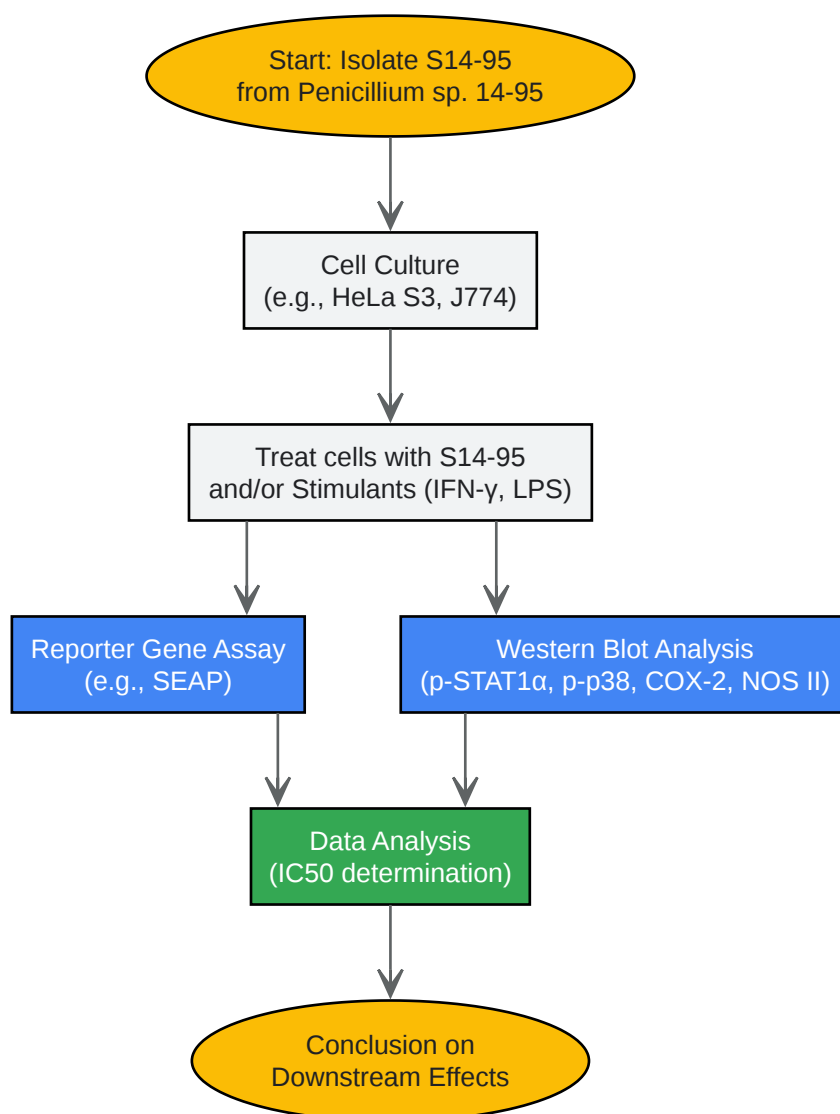 Start: Isolate S14-95
from Penicillium sp. 14-95
Cell Culture
(e.g., HeLa S3, J774)
Treat cells with S14-95
and/or Stimulants (IFN-γ, LPS)
Reporter Gene Assay
(e.g., SEAP)
Western Blot Analysis
(p-STAT1α, p-p38, COX-2, NOS II)
Data Analysis
(IC50 determination)
Conclusion on
Downstream Effects